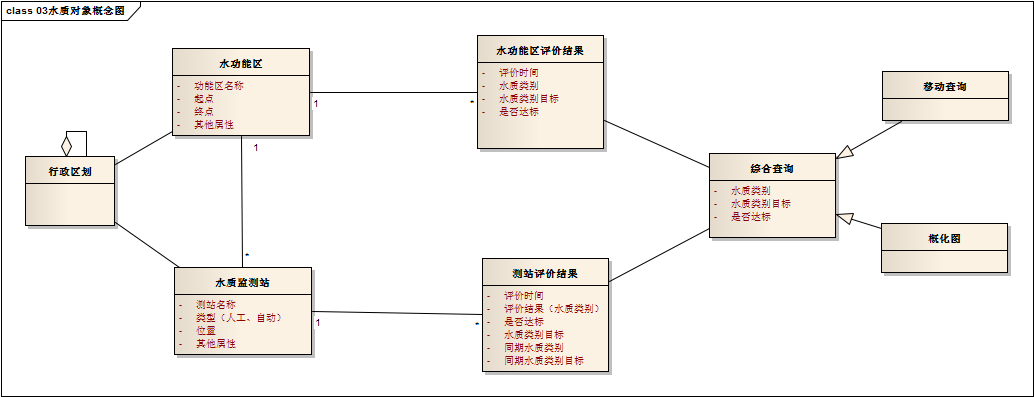 class 03水质对象概念图
水功能区
- 功能区名称
- 起点
- 终点
- 其他属性
1
1
*
水功能区评价结果
- 评价时间
- 水质类别
- 水质类别目标
- 是否达标
*
移动查询
行政区划
综合查询
- 水质类别
- 水质类别目标
- 是否达标
概化图
水质监测站
- 测站名称
- 类型（人工、自动）
- 位置
- 其他属性
1
*
测站评价结果
- 评价时间
- 评价结果（水质类别）
- 是否达标
- 水质类别目标
- 同期水质类别
- 同期水质类别目标